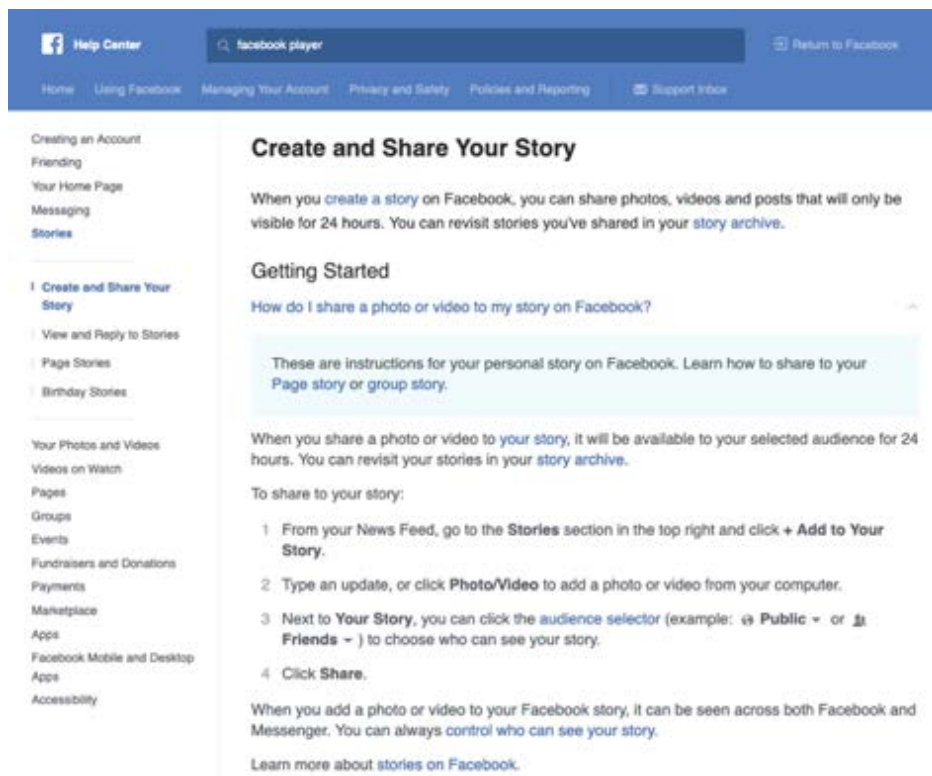 Help Center
facebook player
Return to Facebook
Home Using Facebook Managing Your Account Privacy and Safety Policies and Reporting Support Inbox
Creating an Account
Friending
Your Home Page
Messaging
Stories
Create and Share Your
Story
View and Reply to Stories
Page Stories
Birthday Stories
Your Photos and Videos
Videos on Watch
Pages
Groups
Events
Fundraisers and Donations
Payments
Marketplace
Apps
Facebook Mobile and Desktop
Apps
Accessibility
Create and Share Your Story
When you create a story on Facebook, you can share photos, videos and posts that will only be
visible for 24 hours. You can revisit stories you've shared in your story archive.
Getting Started
How do I share a photo or video to my story on Facebook?
These are instructions for your personal story on Facebook. Learn how to share to your
Page story or group story.
When you share a photo or video to your story, it will be available to your selected audience for 24
hours. You can revisit your stories in your story archive.
To share to your story:
1 From your News Feed, go to the Stories section in the top right and click + Add to Your
Story.
2 Type an update, or click Photo/Video to add a photo or video from your computer.
3 Next to Your Story, you can click the audience selector (example: Public or
Friends ) to choose who can see your story.
4 Click Share.
When you add a photo or video to your Facebook story, it can be seen across both Facebook and
Messenger. You can always control who can see your story.
Learn more about stories on Facebook.